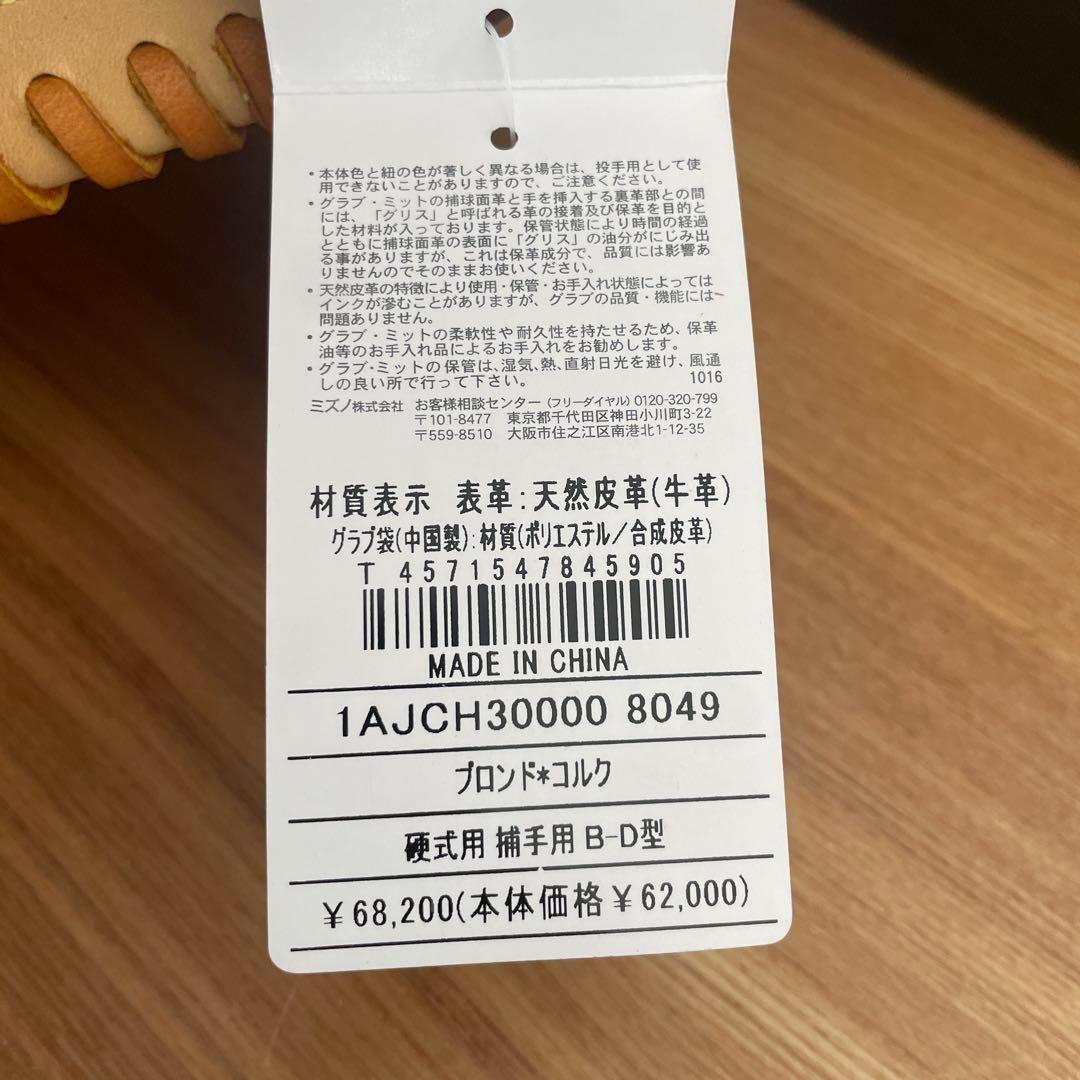 ・本体色と紐の色が著しく異なる場合は、投手用として使
用できないことがありますので、ご注意ください。
・グラブ・ミットの捕球面革と手を挿入する裏革部との間
には、「グリス」と呼ばれる革の接着及び保革を目的と
した材料が入っております。保管状態により時間の経過
とともに捕球面革の表面に「グリス」の油分がにじみ出
る事がありますが、これは保革成分で、品質には影響あ
りませんのでそのままお使いください。
・天然皮革の特徴により使用・保管・お手入れ状態によっては
インクが滲むことがありますが、グラブの品質・機能には
問題ありません。
・グラブ・ミットの柔軟性や耐久性を持たせるため、保革
油等のお手入れ品によるお手入れをお勧めします。
・グラブ・ミットの保管は、湿気、熱、直射日光を避け、風通
しの良い所で行って下さい。 1016
ミズノ株式会社 お客様相談センター（フリーダイヤル）0120-320-799
〒101-8477 東京都千代田区神田小川町3-22
〒559-8510 大阪市住之江区南港北1-12-35
材質表示 表革:天然皮革(牛革)
グラブ袋(中国製):材質(ポリエステル／合成皮革)
T 4571547845905
MADE IN CHINA
1AJCH30000 8049
ブロンド*コルク
硬式用 捕手用 B-D型
￥68,200(本体価格￥62,000)